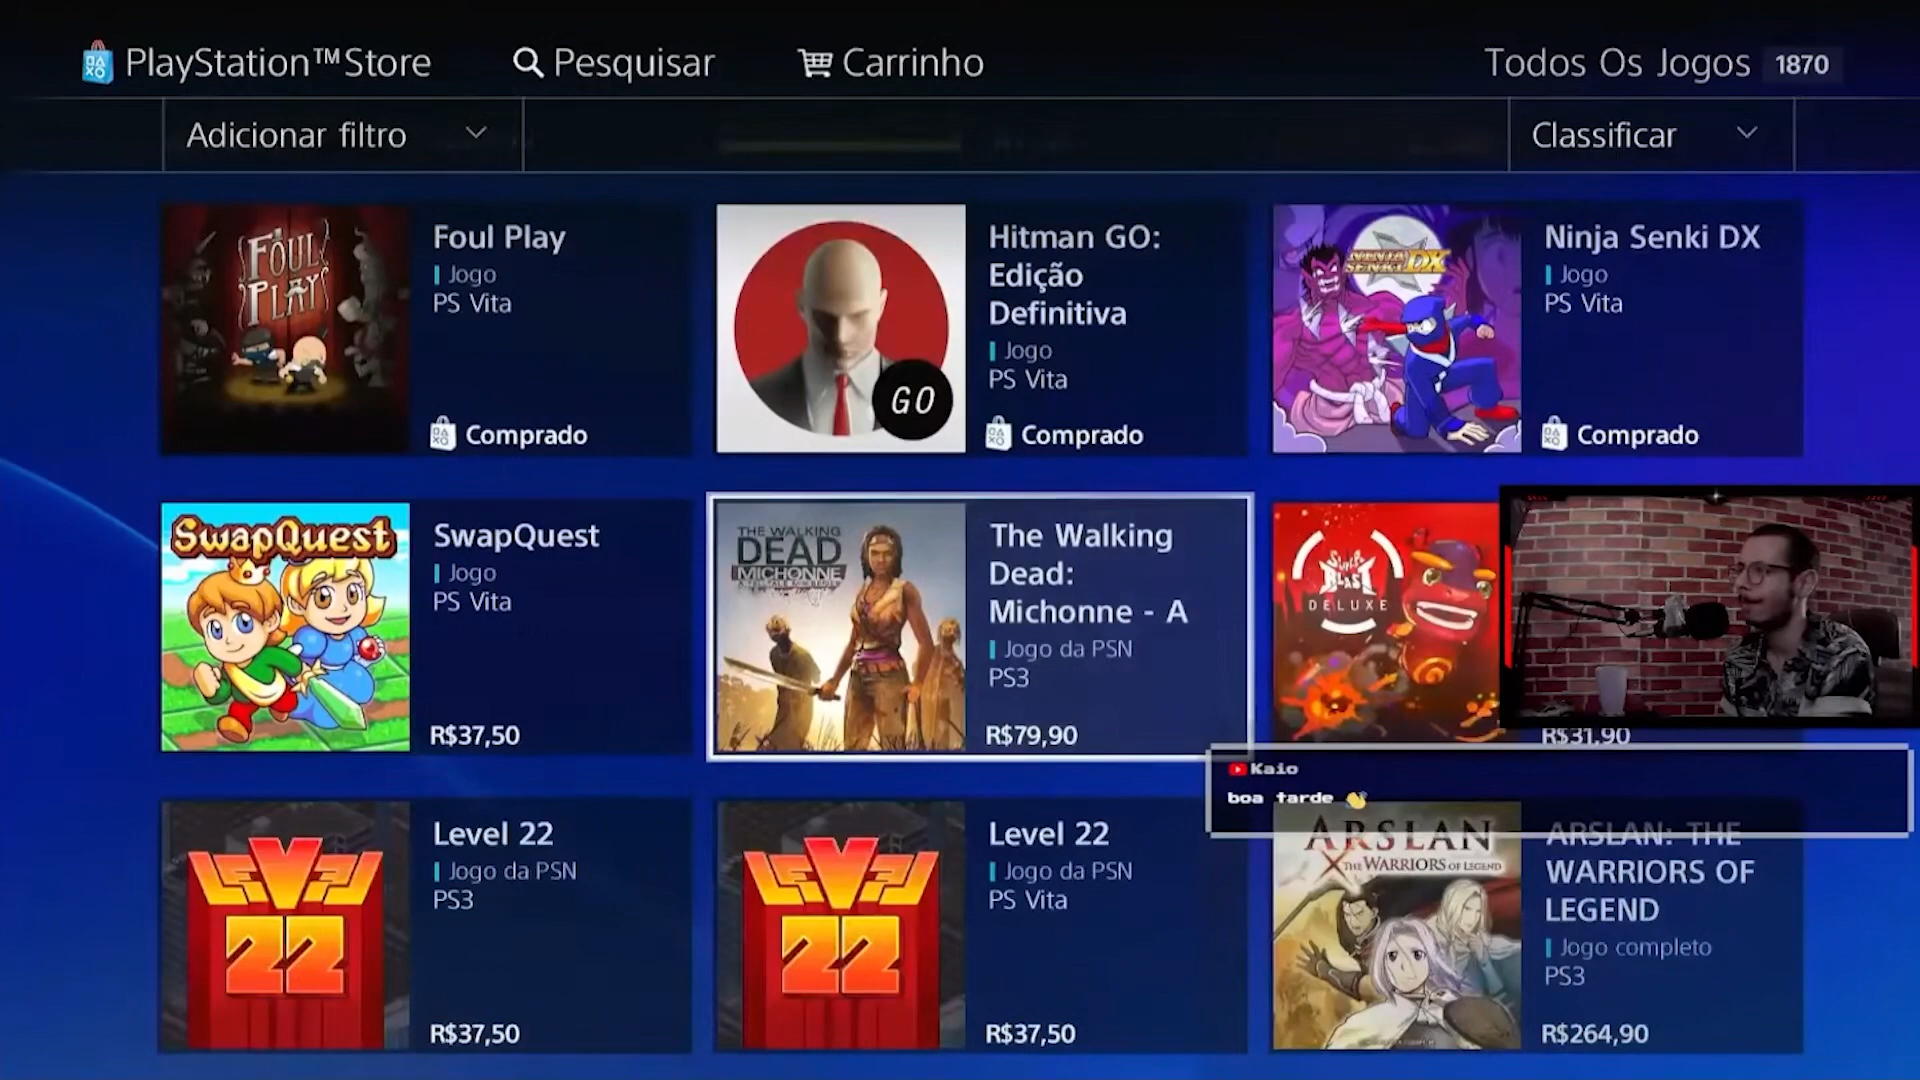 PlayStation™Store
Pesquisar
Carrinho
Todos Os Jogos 1870
Adicionar filtro
Classificar
FOUL
PLAY
Foul Play
Jogo
PS Vita
Comprado
GO
Hitman GO:
Edição
Definitiva
Jogo
PS Vita
Comprado
NINJA
SENKI DX
Ninja Senki DX
Jogo
PS Vita
Comprado
SwapQuest
SwapQuest
Jogo
PS Vita
R$37,50
THE WALKING
DEAD
MICHONNE
The Walking
Dead:
Michonne - A
Jogo da PSN
PS3
R$79,90
SUPER
BLAST
DELUXE
R$31,90
Kaio
boa tarde 👋
LEVEL
22
Level 22
Jogo da PSN
PS3
R$37,50
LEVEL
22
Level 22
Jogo da PSN
PS Vita
R$37,50
ARSLAN
THE WARRIORS OF LEGEND
ARSLAN: THE
WARRIORS OF
LEGEND
Jogo completo
PS3
R$264,90